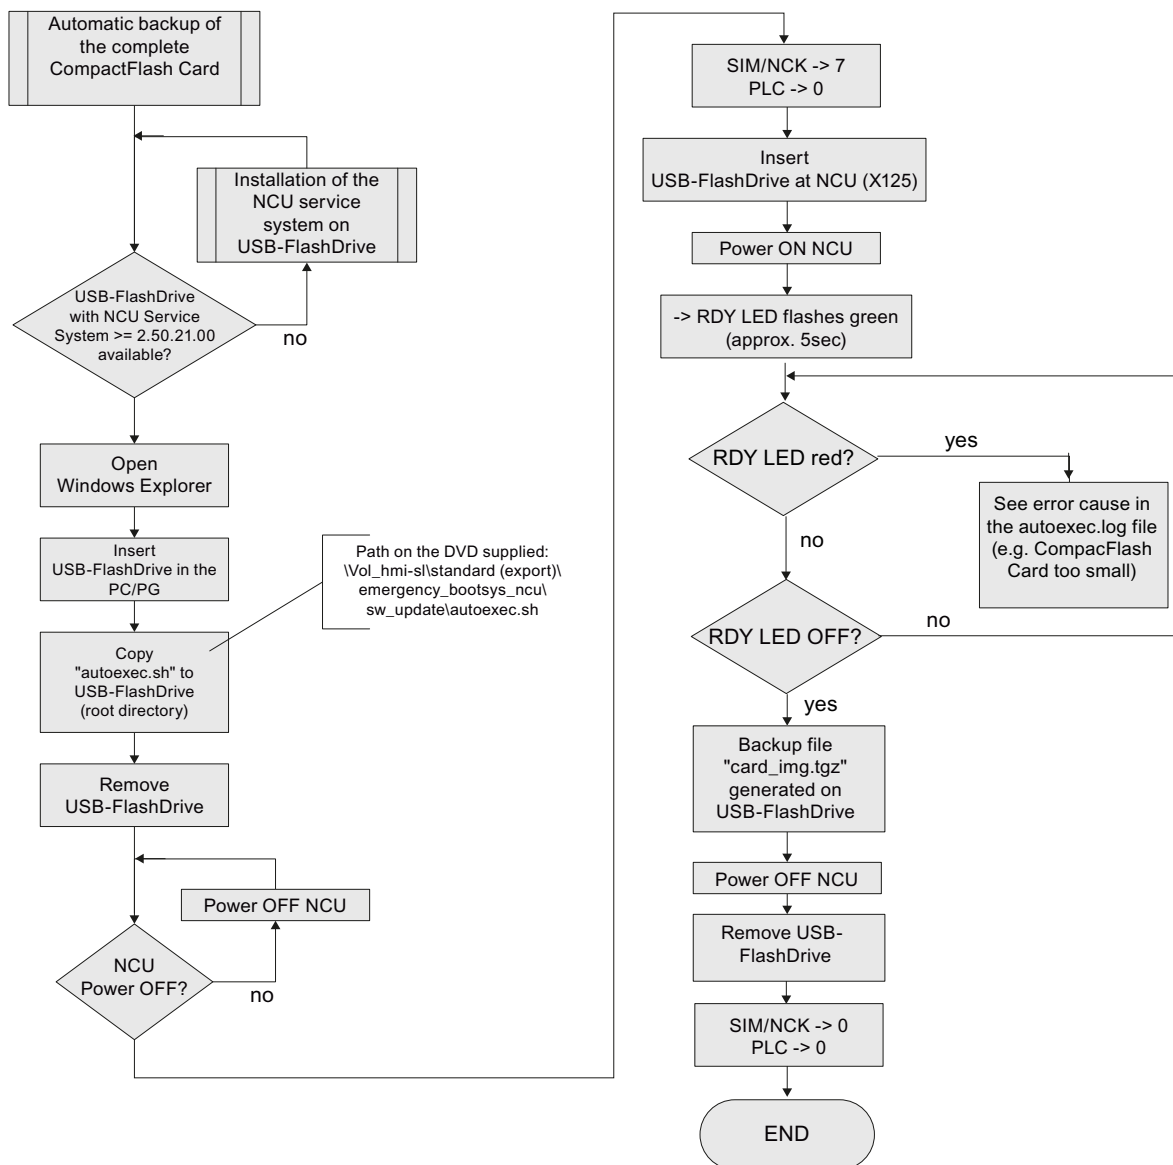 Automatic backup of
the complete
CompactFlash Card
Installation of the
NCU service
system on
USB-FlashDrive
USB-FlashDrive
with NCU Service
System >= 2.50.21.00
available?
no
Open
Windows Explorer
Insert
USB-FlashDrive in the
PC/PG
Path on the DVD supplied:
\Vol_hmi-sl\standard (export)\
emergency_bootsys_ncu\
sw_update\autoexec.sh
Copy
"autoexec.sh" to
USB-FlashDrive
(root directory)
Remove
USB-FlashDrive
Power OFF NCU
NCU
Power OFF?
no
SIM/NCK -> 7
PLC -> 0
Insert
USB-FlashDrive at NCU (X125)
Power ON NCU
-> RDY LED flashes green
(approx. 5sec)
RDY LED red?
yes
See error cause in
the autoexec.log file
(e.g. CompacFlash
Card too small)
no
RDY LED OFF?
no
yes
Backup file
"card_img.tgz"
generated on
USB-FlashDrive
Power OFF NCU
Remove USB-
FlashDrive
SIM/NCK -> 0
PLC -> 0
END